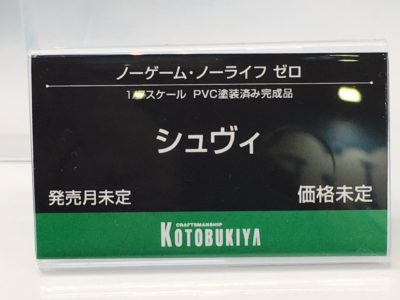 ノーゲーム・ノーライフ ゼロ
1/7スケール PVC塗装済み完成品
シュヴィ
発売月未定
価格未定
CRAFTSMANSHIP
KOTOBUKIYA